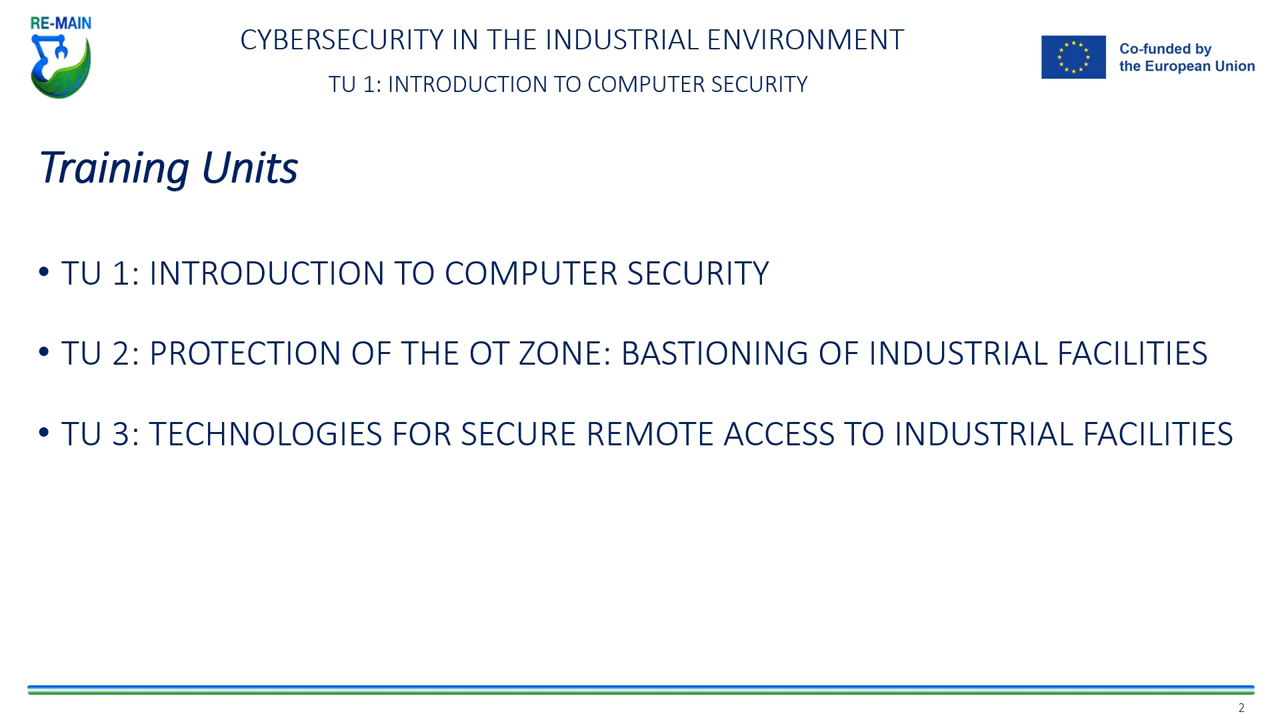 RE-MAIN
CYBERSECURITY IN THE INDUSTRIAL ENVIRONMENT
TU 1: INTRODUCTION TO COMPUTER SECURITY
Co-funded by
the European Union
Training Units
• TU 1: INTRODUCTION TO COMPUTER SECURITY
• TU 2: PROTECTION OF THE OT ZONE: BASTIONING OF INDUSTRIAL FACILITIES
• TU 3: TECHNOLOGIES FOR SECURE REMOTE ACCESS TO INDUSTRIAL FACILITIES
2